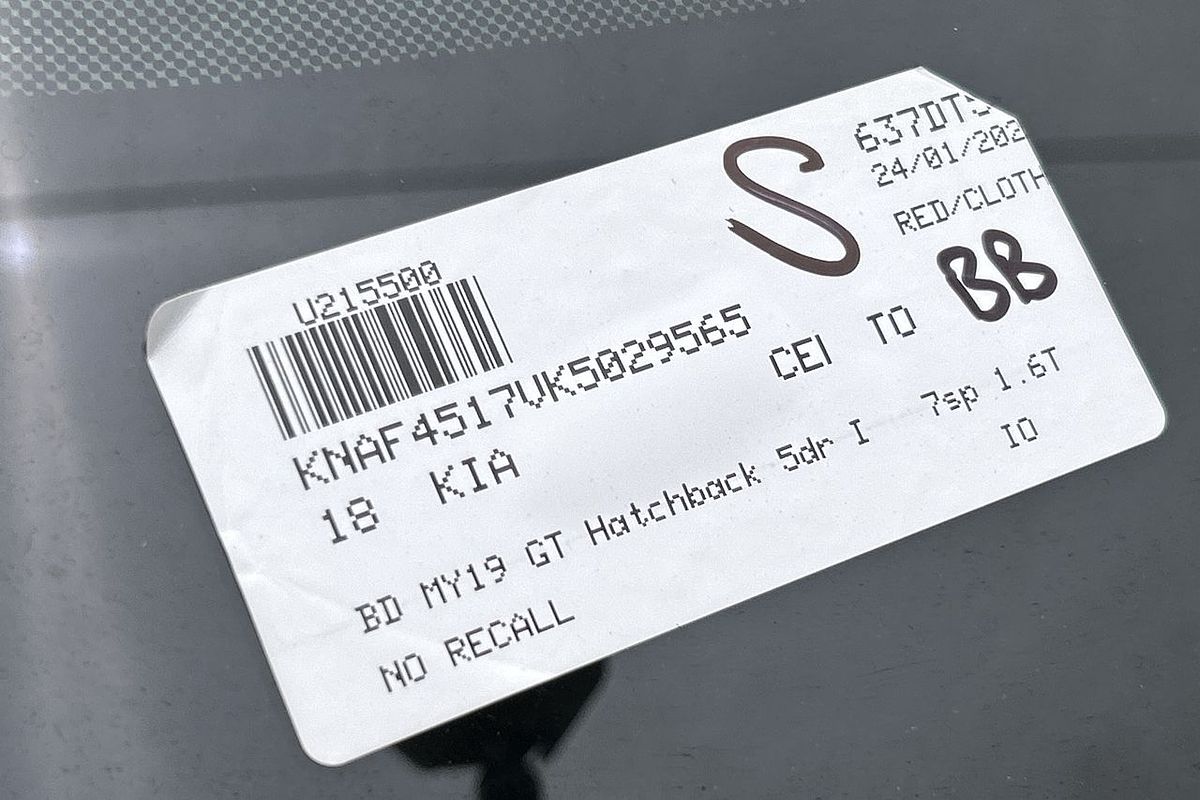 S
637DTS
24/01/202
RED/CLOTH
BB
U215500
KNAF4517VK5029565
CEI TO
18 KIA
BD MY19 GT Hatchback 5dr I 7sp 1.6T
IO
NO RECALL